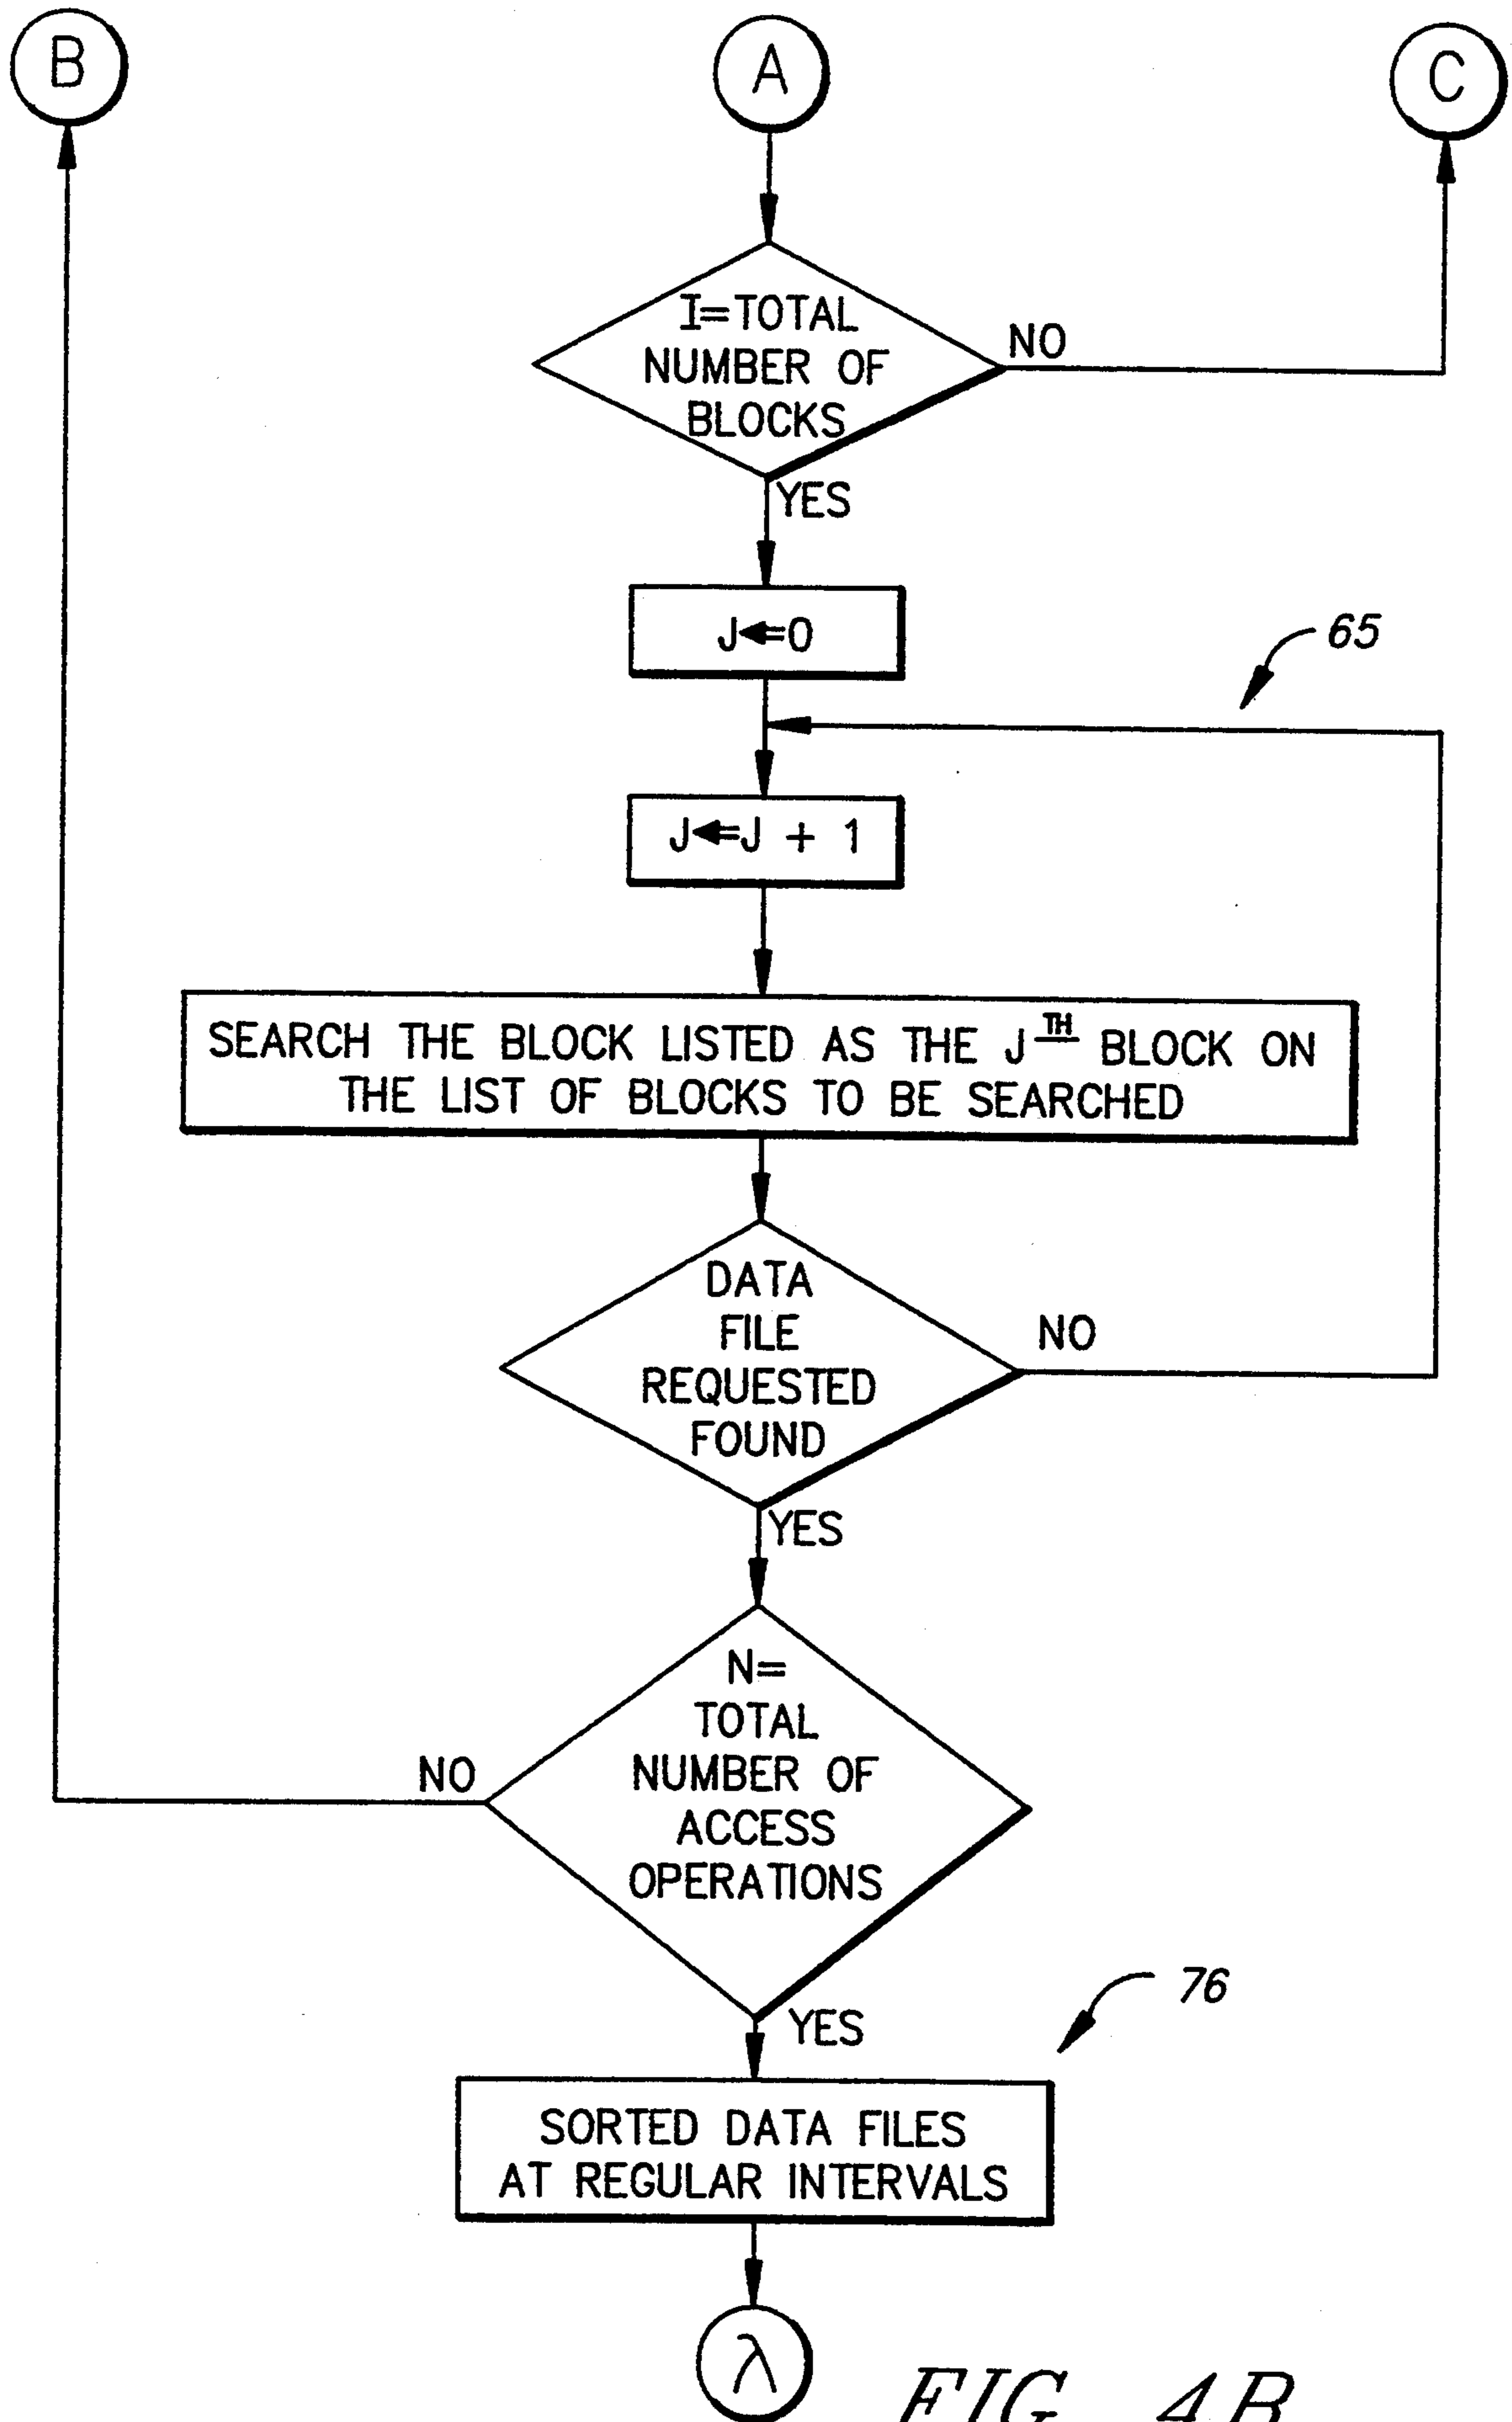 B
A
C
I=TOTAL
NUMBER OF
BLOCKS
NO
YES
J⇐0
65
J⇐J + 1
SEARCH THE BLOCK LISTED AS THE J TH BLOCK ON
THE LIST OF BLOCKS TO BE SEARCHED
DATA
FILE
REQUESTED
FOUND
NO
YES
N=
TOTAL
NUMBER OF
ACCESS
OPERATIONS
NO
YES
76
SORTED DATA FILES
AT REGULAR INTERVALS
λ
FIG. 4B